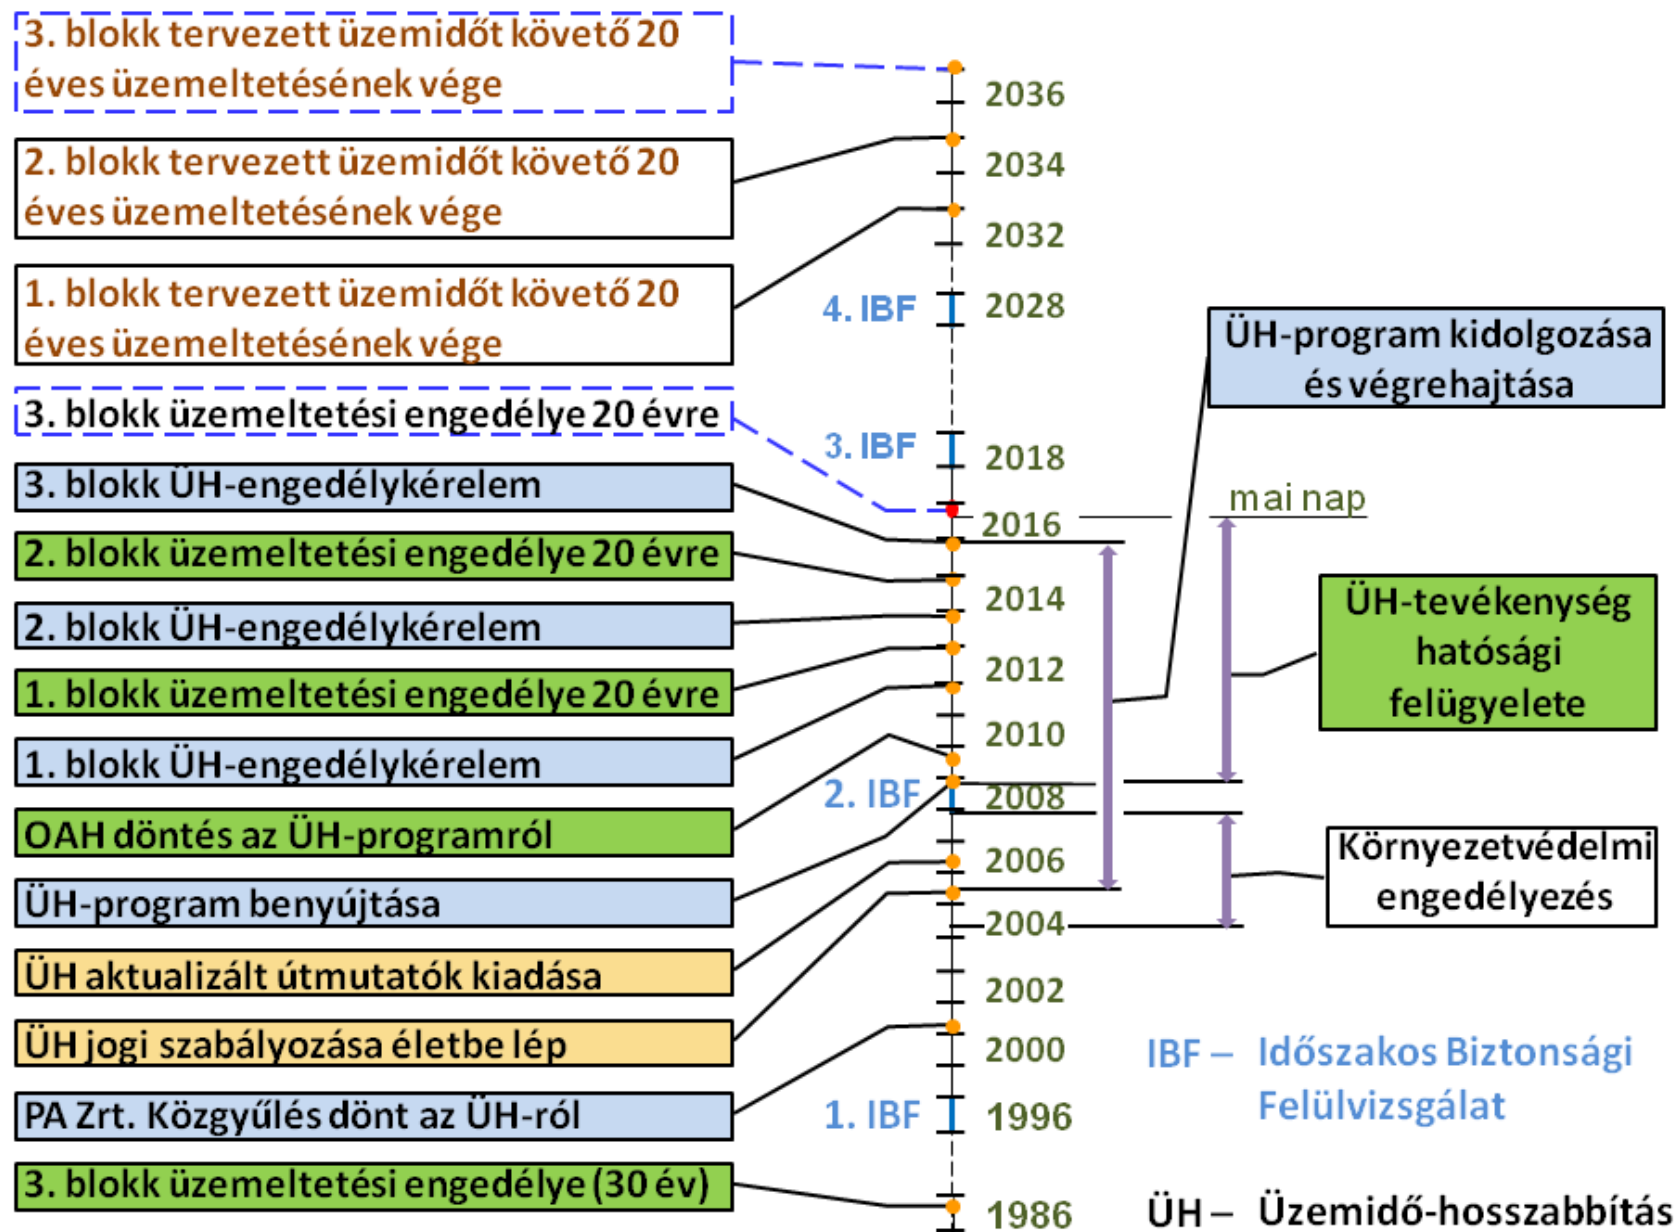 3. blokk tervezett üzemidőt követő 20
éves üzemeltetésének vége
2. blokk tervezett üzemidőt követő 20
éves üzemeltetésének vége
1. blokk tervezett üzemidőt követő 20
éves üzemeltetésének vége
3. blokk üzemeltetési engedélye 20 évre
3. blokk ÜH-engedélykérelem
2. blokk üzemeltetési engedélye 20 évre
2. blokk ÜH-engedélykérelem
1. blokk üzemeltetési engedélye 20 évre
1. blokk ÜH-engedélykérelem
OAH döntés az ÜH-programról
ÜH-program benyújtása
ÜH aktualizált útmutatók kiadása
ÜH jogi szabályozása életbe lép
PA Zrt. Közgyűlés dönt az ÜH-ról
3. blokk üzemeltetési engedélye (30 év)
4. IBF
3. IBF
2. IBF
1. IBF
2036
2034
2032
2028
2018
2016
2014
2012
2010
2008
2006
2004
2002
2000
1996
1986
ÜH-program kidolgozása
és végrehajtása
mai nap
ÜH-tevékenység
hatósági
felügyelete
Környezetvédelmi
engedélyezés
IBF – Időszakos Biztonsági
Felülvizsgálat
ÜH – Üzemidő-hosszabbítás